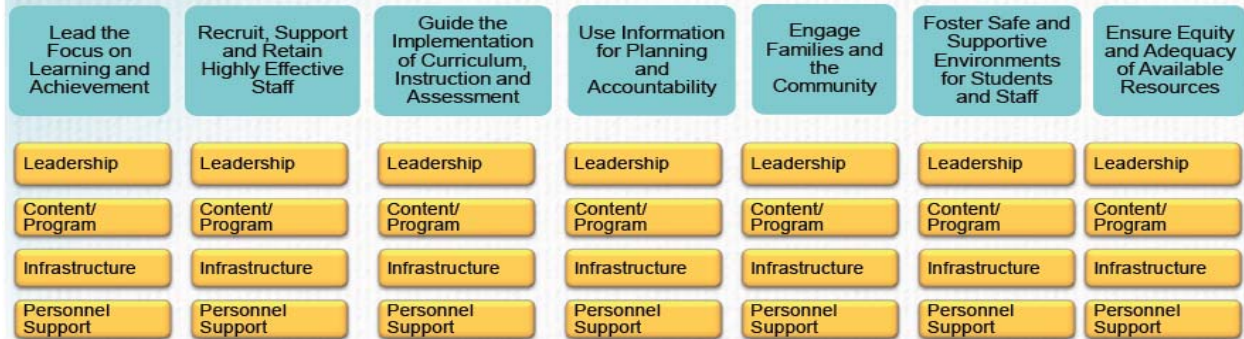 Lead the
Focus on
Learning and
Achievement
Recruit, Support
and Retain
Highly Effective
Staff
Guide the
Implementation
of Curriculum,
Instruction and
Assessment
Use Information
for Planning
and
Accountability
Engage
Families and
the
Community
Foster Safe and
Supportive
Environments
for Students
and Staff
Ensure Equity
and Adequacy
of Available
Resources
Leadership
Leadership
Leadership
Leadership
Leadership
Leadership
Leadership
Content/
Program
Content/
Program
Content/
Program
Content/
Program
Content/
Program
Content/
Program
Content/
Program
Infrastructure
Infrastructure
Infrastructure
Infrastructure
Infrastructure
Infrastructure
Infrastructure
Personnel
Support
Personnel
Support
Personnel
Support
Personnel
Support
Personnel
Support
Personnel
Support
Personnel
Support